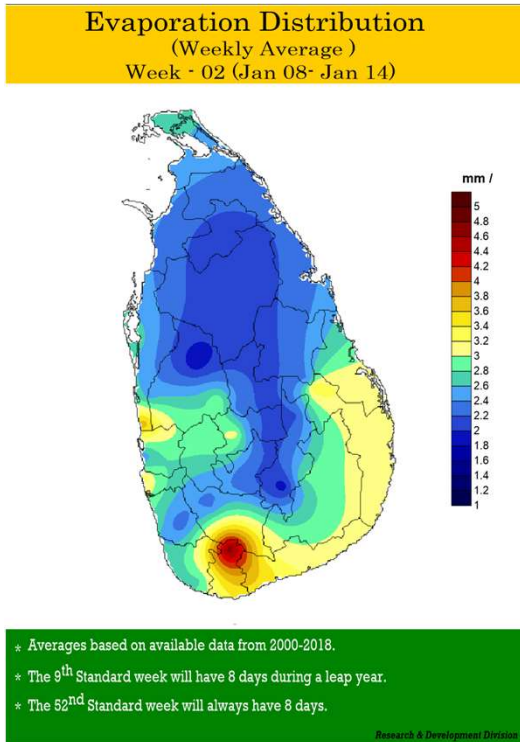 Evaporation Distribution
(Weekly Average )
Week - 02 (Jan 08- Jan 14)
mm /
5
4.8
4.6
4.4
4.2
4
3.8
3.6
3.4
3.2
3
2.8
2.6
2.4
2.2
2
1.8
1.6
1.4
1.2
1
* Averages based on available data from 2000-2018.
* The 9th Standard week will have 8 days during a leap year.
* The 52nd Standard week will always have 8 days.
Research & Development Division